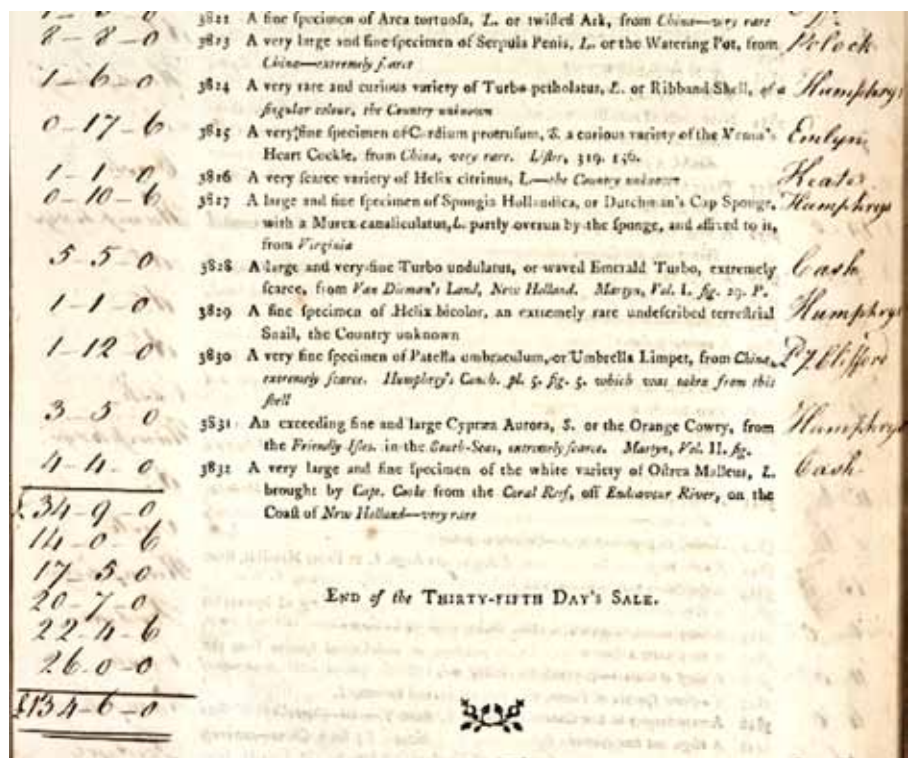 3822 A fine specimen of Arca tortuosa, L. or twisted Ark, from China—very rare
8-8-0 3823 A very large and fine specimen of Serpula Penis, L. or the Watering Pot, from
China—extremely scarce
1-6-0 3824 A very rare and curious variety of Turbo petholatus, L. or Ribband Shell, of a Humphrys
singular colour, the Country unknown
0-17-6 3825 A very fine specimen of Cardium protrusum, S. a curious variety of the Venus's Emlyn
Heart Cockle, from China, very rare. Lister, 319. 156.
1-1-0 3826 A very scarce variety of Helix citrinus, L.—the Country unknown Keate
0-10-6 3827 A large and fine specimen of Spongia Hollandica, or Dutchman's Cap Sponge, Humphrys
with a Murex canaliculatus, L. partly overun by the sponge, and affixed to it,
from Virginia
5-5-0 3828 A large and very fine Turbo undulatus, or waved Emerald Turbo, extremely Cash
scarce, from Van Dieman's Land, New Holland. Martyn, Vol. I. fig. 29. P.
1-1-0 3829 A fine specimen of Helix bicolor, an extremely rare undescribed terrestrial Humphrys
Snail, the Country unknown
1-12-0 3830 A very fine specimen of Patella umbraculum, or Umbrella Limpet, from China,
extremely scarce. Humphrey's Conch. pl. 5. fig. 5. which was taken from this
shell
3-5-0 3831 An exceeding fine and large Cypræa Aurora, S. or the Orange Cowry, from Humphrys
the Friendly Isles in the South-Seas, extremely scarce. Martyn, Vol. II. fig.
4-4-0 3832 A very large and fine specimen of the white variety of Ostrea Malleus, L. Cash
brought by Capt. Cooke from the Coral Reef, off Endeavour River, on the
£34-9-0 Coast of New Holland—very rare
14-0-6
17-5-0
20-7-0 END of the THIRTY-FIFTH DAY'S SALE.
22-4-6
26-0-0
£134-6-0